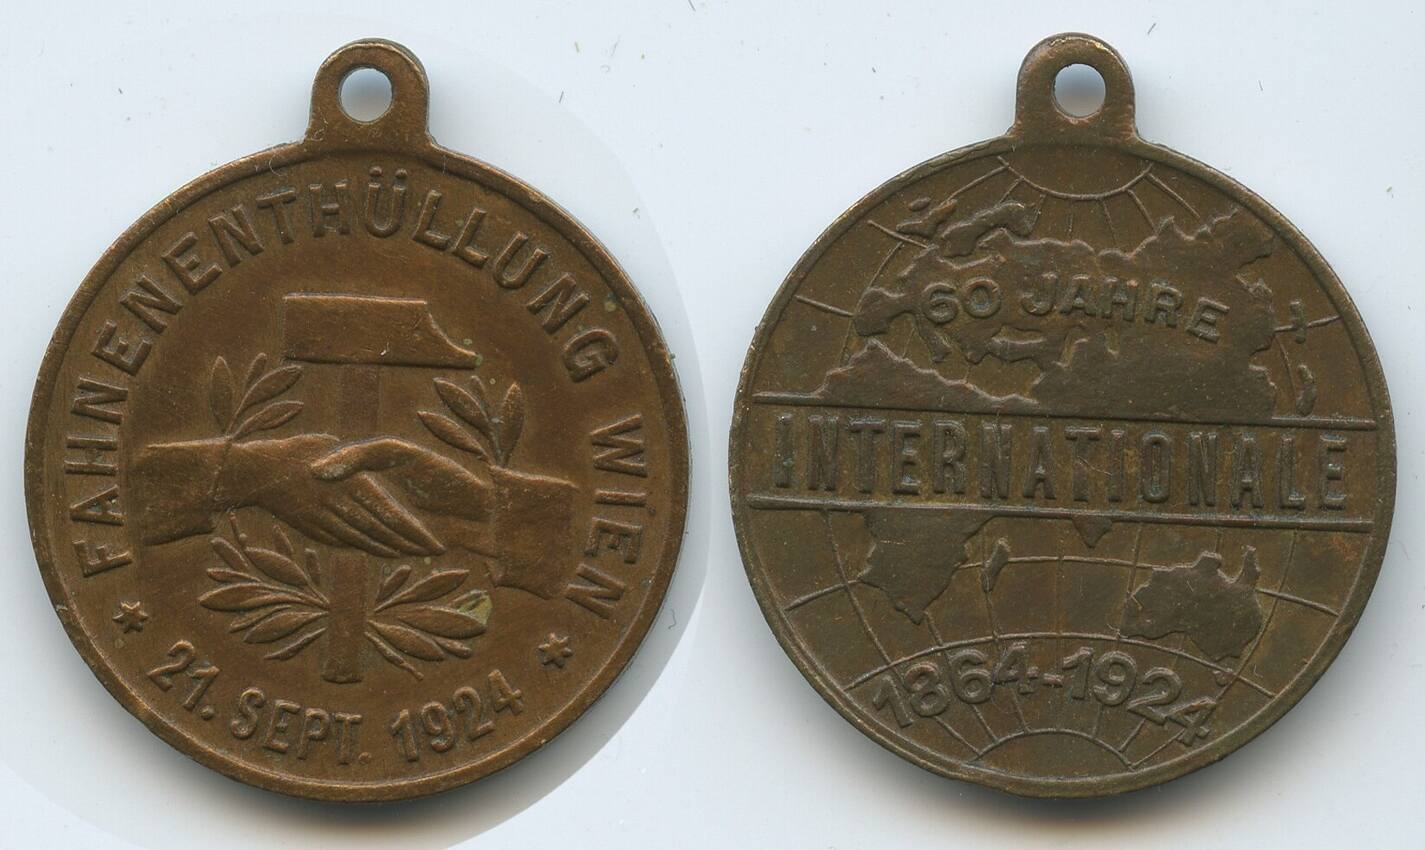 FAHNENENTHÜLLUNG WIEN
* 21. SEPT. 1924 *
60 JAHRE
INTERNATIONALE
1864-1924